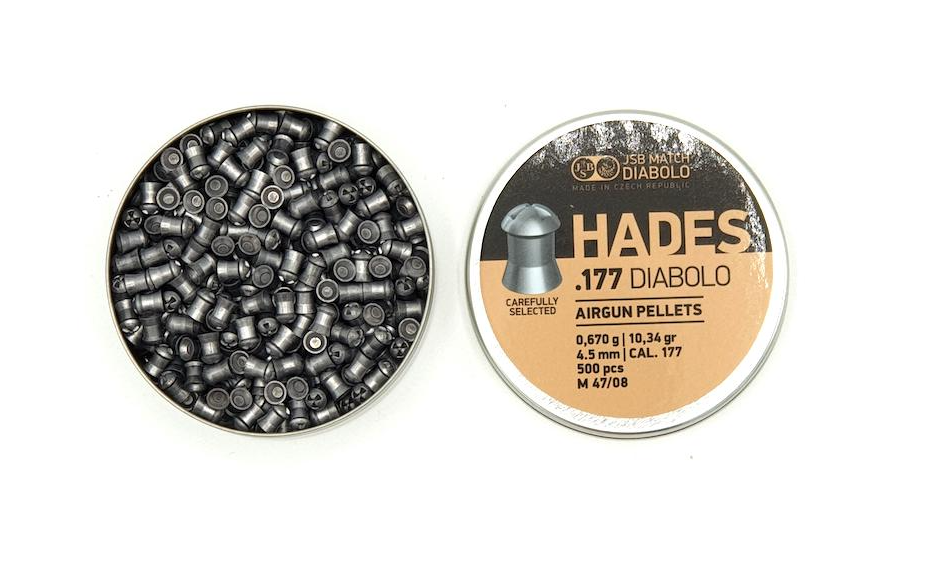 JSB
JSB MATCH
DIABOLO
MADE IN CZECH REPUBLIC
HADES
.177 DIABOLO
CAREFULLY
SELECTED
AIRGUN PELLETS
0,670 g | 10,34 gr
4.5 mm | CAL. 177
500 pcs
M 47/08